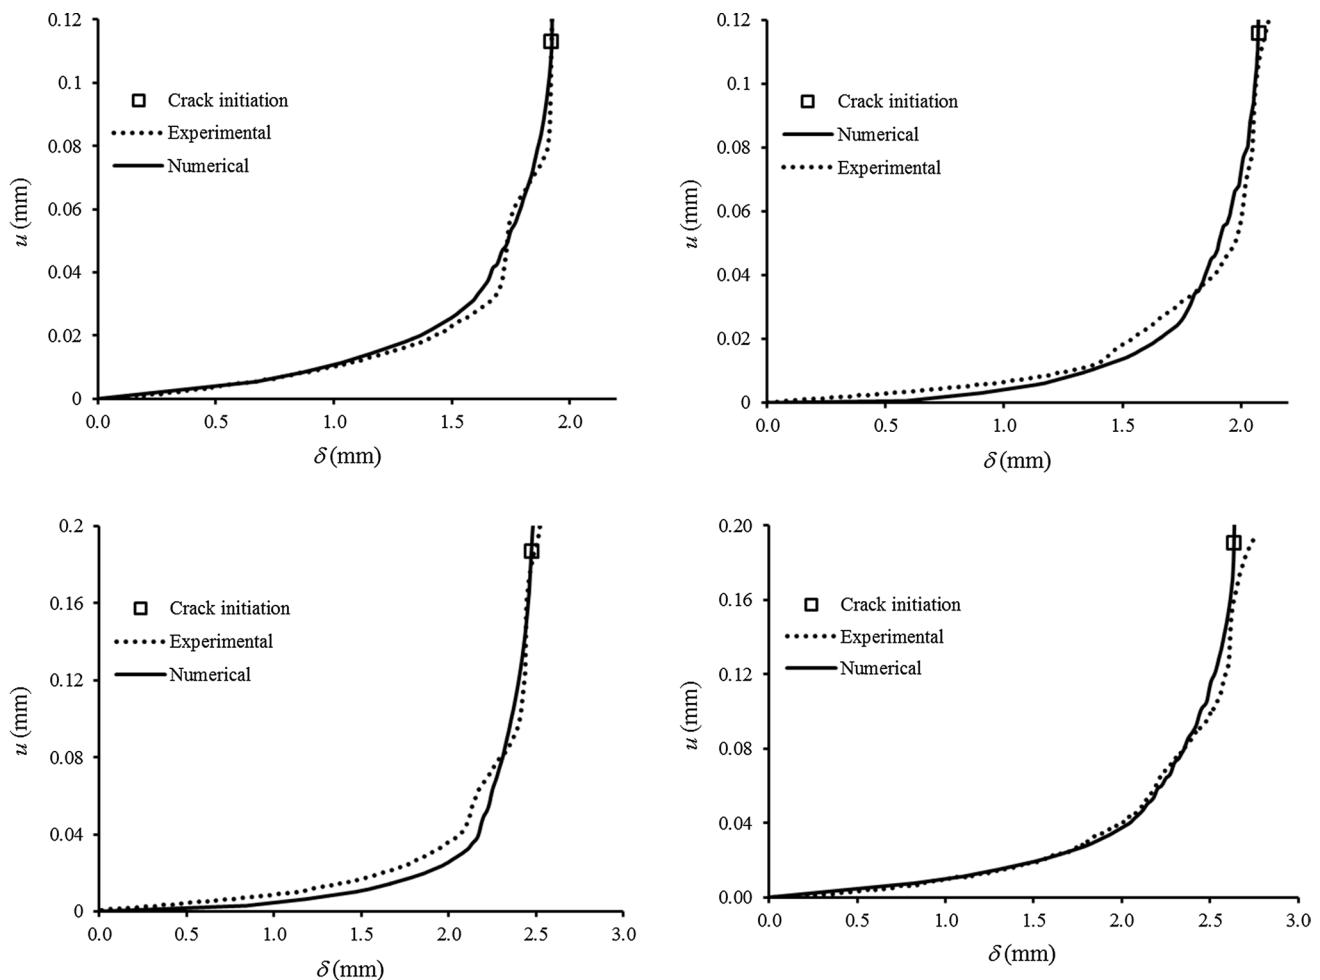 0.12
0.1
0.08
0.06
0.04
0.02
0
u (mm)
Crack initiation
Experimental
Numerical
0.0 0.5 1.0 1.5 2.0
δ (mm)
0.12
0.1
0.08
0.06
0.04
0.02
0
u (mm)
Crack initiation
Numerical
Experimental
0.0 0.5 1.0 1.5 2.0
δ (mm)
0.2
0.16
0.12
0.08
0.04
0
u (mm)
Crack initiation
Experimental
Numerical
0.0 0.5 1.0 1.5 2.0 2.5 3.0
δ (mm)
0.20
0.16
0.12
0.08
0.04
0.00
u (mm)
Crack initiation
Experimental
Numerical
0.0 0.5 1.0 1.5 2.0 2.5 3.0
δ (mm)